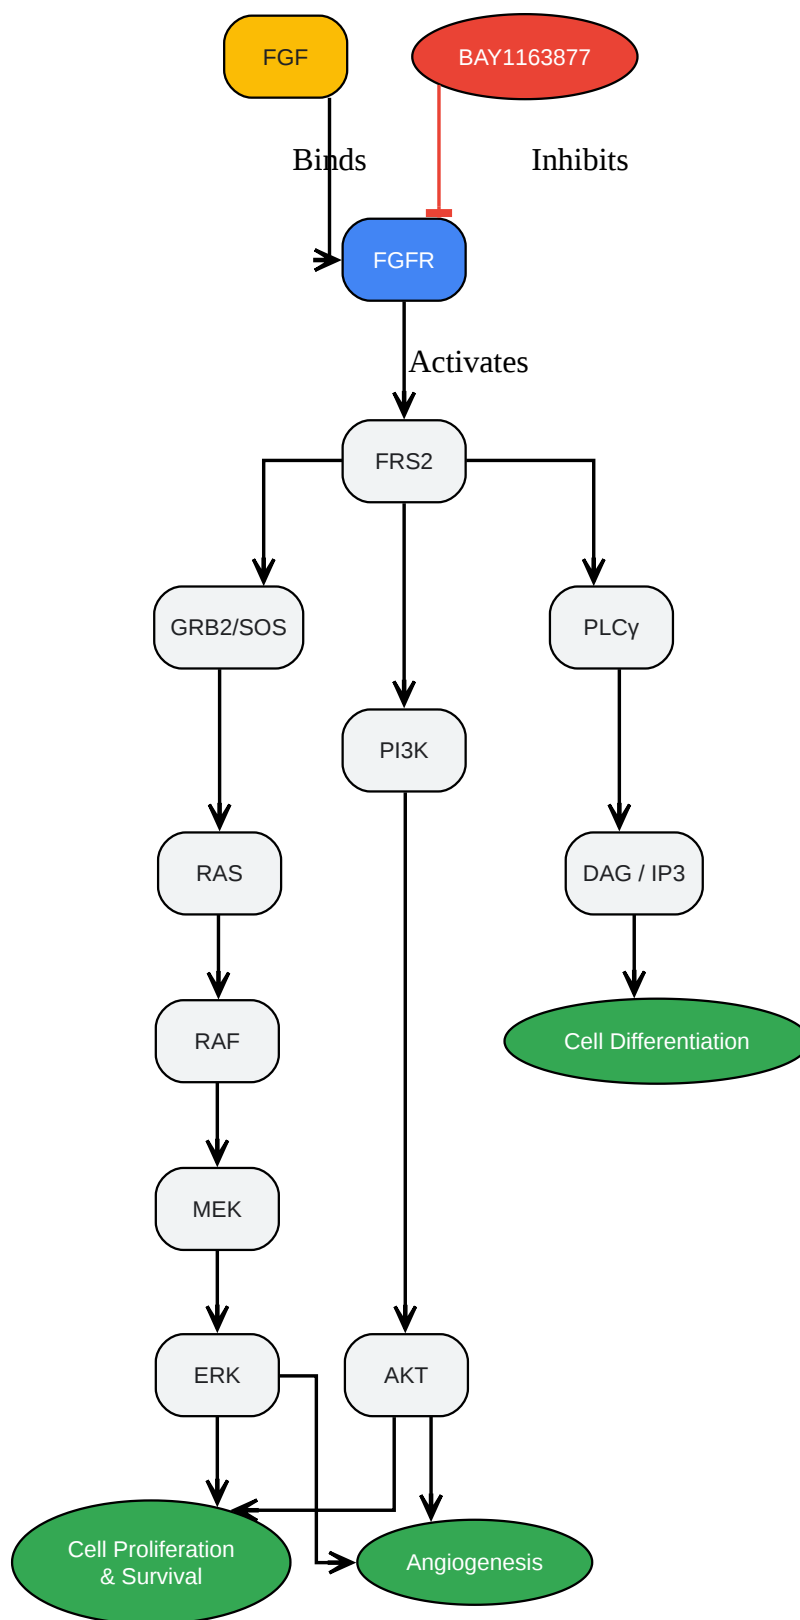 FGF
BAY1163877
Binds
Inhibits
FGFR
Activates
FRS2
GRB2/SOS
PLCγ
PI3K
RAS
DAG / IP3
RAF
Cell Differentiation
MEK
ERK
AKT
Cell Proliferation
& Survival
Angiogenesis